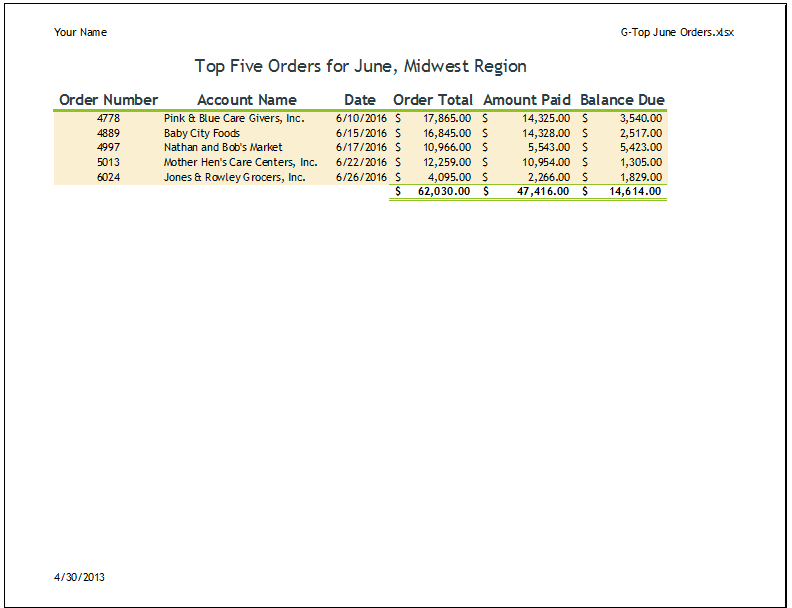 Your Name G-Top June Orders.xlsx
Top Five Orders for June, Midwest Region
Order Number Account Name Date Order Total Amount Paid Balance Due
4778 Pink & Blue Care Givers, Inc. 6/10/2016 $ 17,865.00 $ 14,325.00 $ 3,540.00
4889 Baby City Foods 6/15/2016 $ 16,845.00 $ 14,328.00 $ 2,517.00
4997 Nathan and Bob's Market 6/17/2016 $ 10,966.00 $ 5,543.00 $ 5,423.00
5013 Mother Hen's Care Centers, Inc. 6/22/2016 $ 12,259.00 $ 10,954.00 $ 1,305.00
6024 Jones & Rowley Grocers, Inc. 6/26/2016 $ 4,095.00 $ 2,266.00 $ 1,829.00
$ 62,030.00 $ 47,416.00 $ 14,614.00
4/30/2013